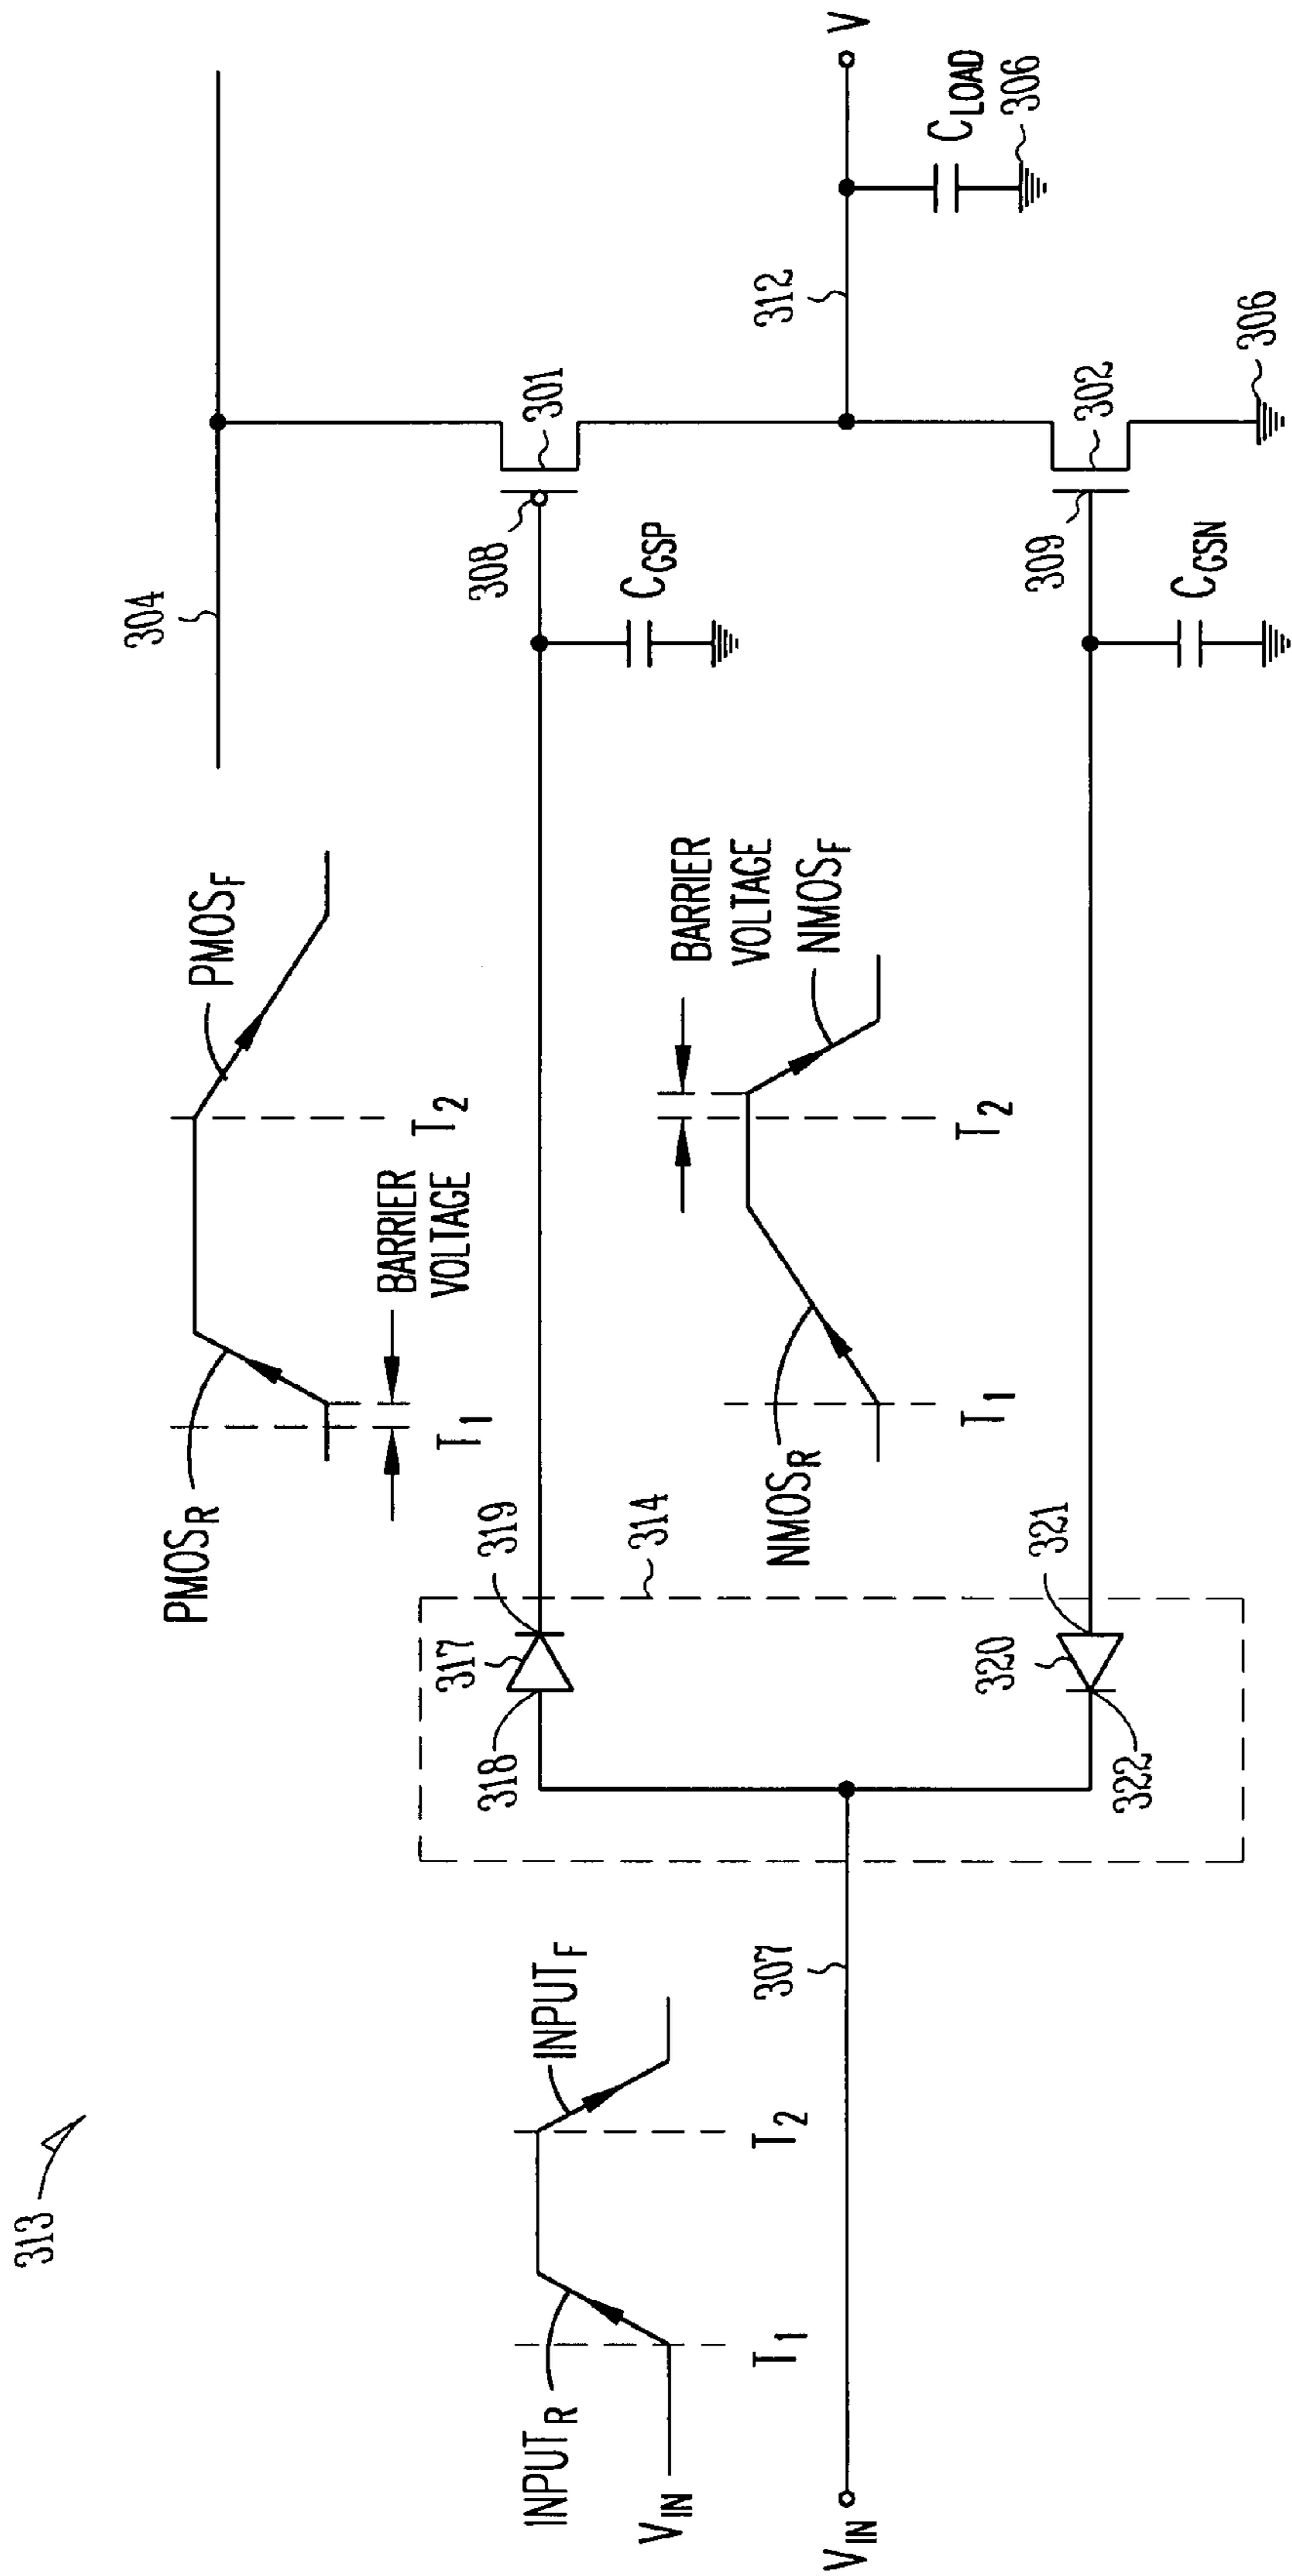 313
304
PMOS_R
PMOS_F
BARRIER
VOLTAGE
T_1
T_2
INPUT_R
INPUT_F
V_IN
T_1
T_2
318
317
319
314
308
301
C_GSP
V_IN
307
NMOS_R
NMOS_F
BARRIER
VOLTAGE
T_1
T_2
312
V
C_LOAD
306
322
320
321
309
302
C_GSN
306